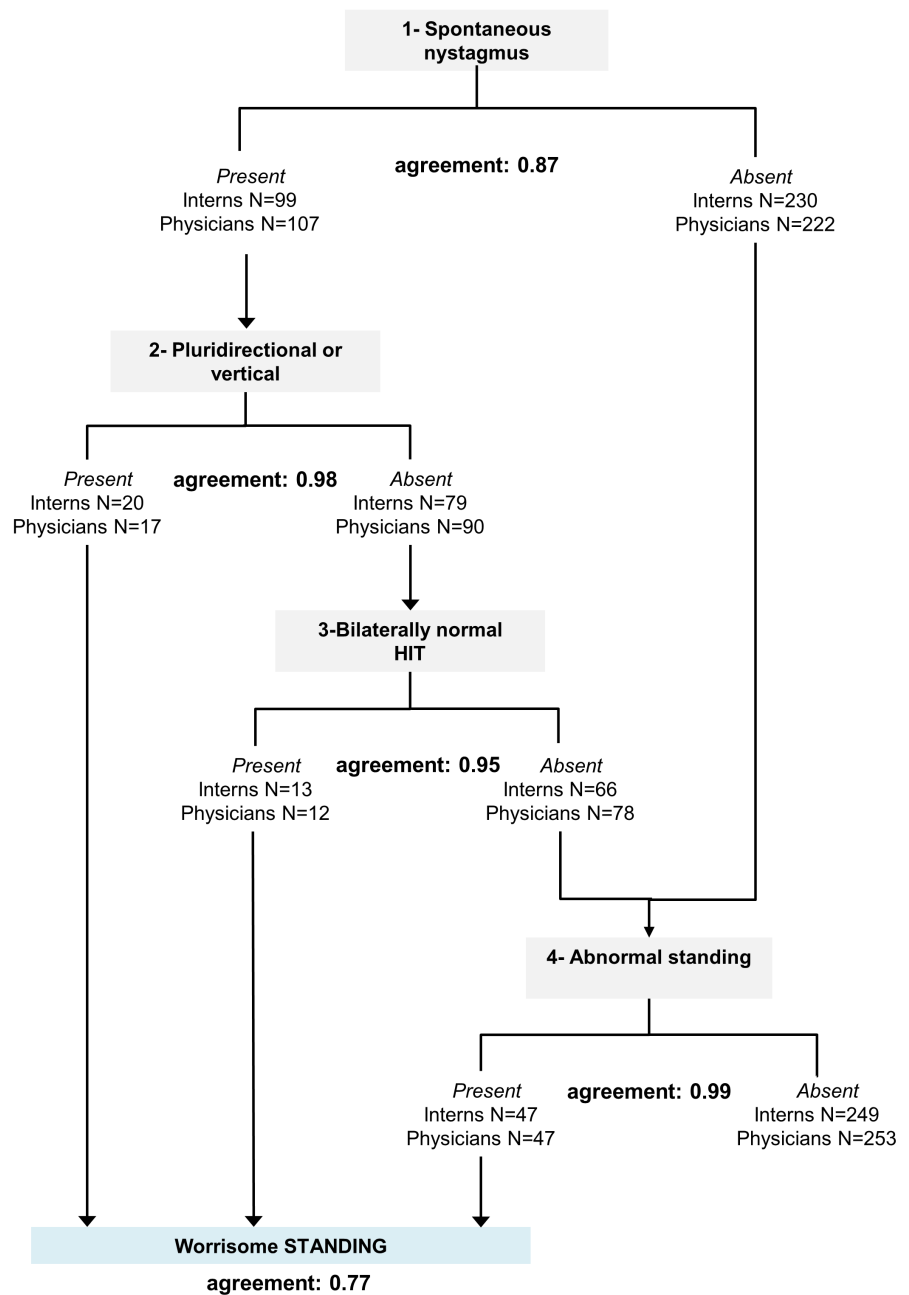 1- Spontaneous
nystagmus
agreement: 0.87
Present
Interns N=99
Physicians N=107
Absent
Interns N=230
Physicians N=222
2- Pluridirectional or
vertical
Present
Interns N=20
Physicians N=17
agreement: 0.98
Absent
Interns N=79
Physicians N=90
3-Bilaterally normal
HIT
Present
Interns N=13
Physicians N=12
agreement: 0.95
Absent
Interns N=66
Physicians N=78
4- Abnormal standing
Present
Interns N=47
Physicians N=47
agreement: 0.99
Absent
Interns N=249
Physicians N=253
Worrisome STANDING
agreement: 0.77